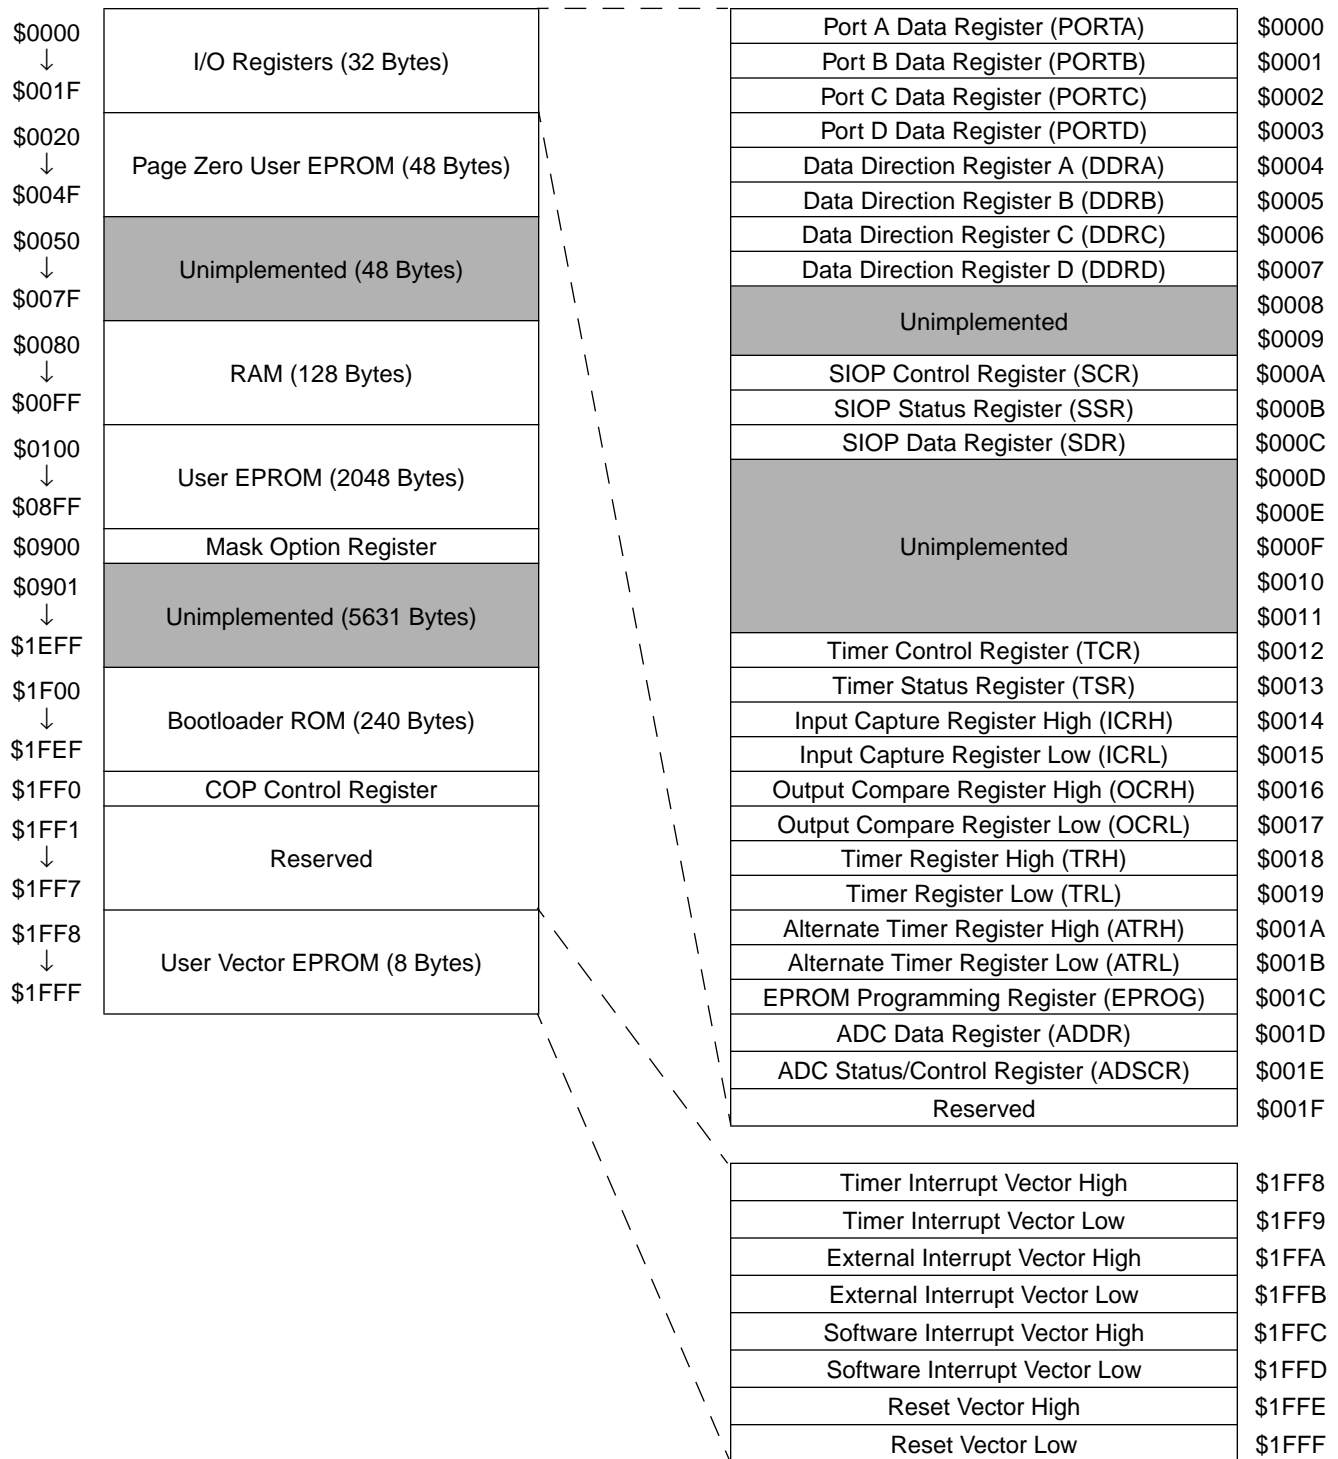 $0000
↓
$001F
I/O Registers (32 Bytes)
$0020
↓
$004F
Page Zero User EPROM (48 Bytes)
$0050
↓
$007F
Unimplemented (48 Bytes)
$0080
↓
$00FF
RAM (128 Bytes)
$0100
↓
$08FF
User EPROM (2048 Bytes)
$0900
Mask Option Register
$0901
↓
$1EFF
Unimplemented (5631 Bytes)
$1F00
↓
$1FEF
Bootloader ROM (240 Bytes)
$1FF0
COP Control Register
$1FF1
↓
$1FF7
Reserved
$1FF8
↓
$1FFF
User Vector EPROM (8 Bytes)
Port A Data Register (PORTA) $0000
Port B Data Register (PORTB) $0001
Port C Data Register (PORTC) $0002
Port D Data Register (PORTD) $0003
Data Direction Register A (DDRA) $0004
Data Direction Register B (DDRB) $0005
Data Direction Register C (DDRC) $0006
Data Direction Register D (DDRD) $0007
Unimplemented
$0008
$0009
SIOP Control Register (SCR) $000A
SIOP Status Register (SSR) $000B
SIOP Data Register (SDR) $000C
Unimplemented
$000D
$000E
$000F
$0010
$0011
Timer Control Register (TCR) $0012
Timer Status Register (TSR) $0013
Input Capture Register High (ICRH) $0014
Input Capture Register Low (ICRL) $0015
Output Compare Register High (OCRH) $0016
Output Compare Register Low (OCRL) $0017
Timer Register High (TRH) $0018
Timer Register Low (TRL) $0019
Alternate Timer Register High (ATRH) $001A
Alternate Timer Register Low (ATRL) $001B
EPROM Programming Register (EPROG) $001C
ADC Data Register (ADDR) $001D
ADC Status/Control Register (ADSCR) $001E
Reserved $001F
Timer Interrupt Vector High $1FF8
Timer Interrupt Vector Low $1FF9
External Interrupt Vector High $1FFA
External Interrupt Vector Low $1FFB
Software Interrupt Vector High $1FFC
Software Interrupt Vector Low $1FFD
Reset Vector High $1FFE
Reset Vector Low $1FFF